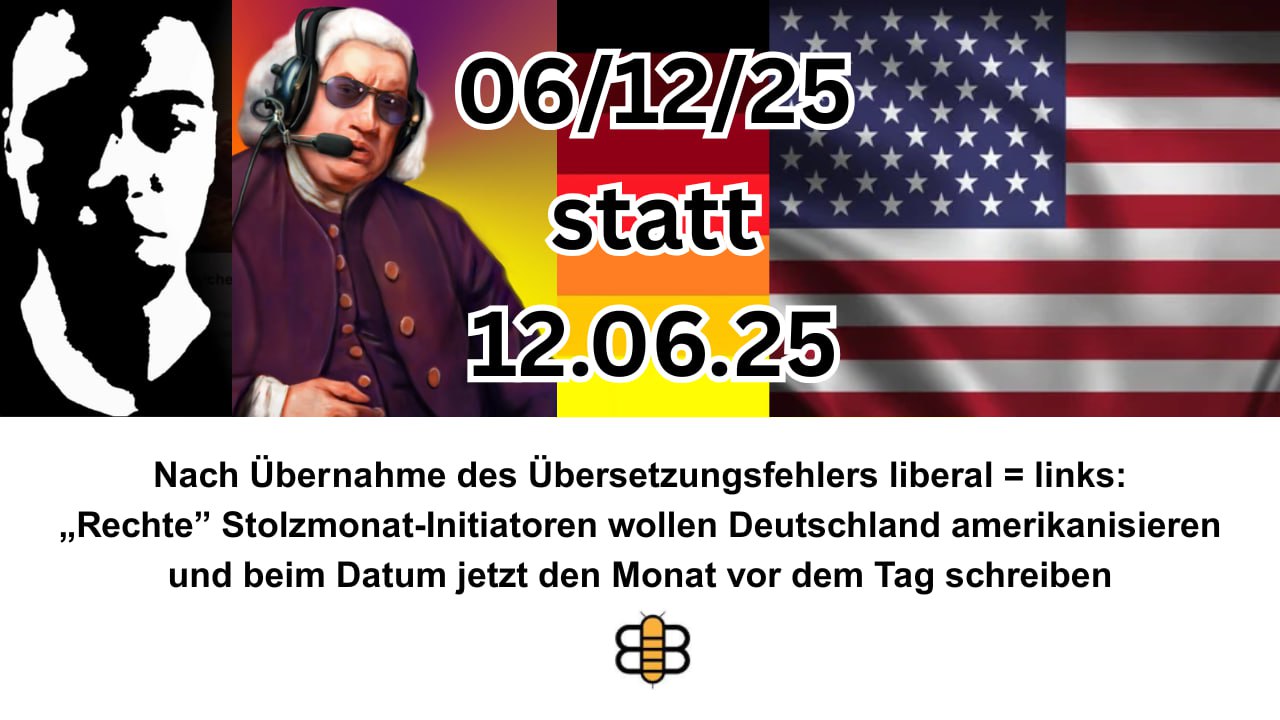 06/12/25
statt
12.06.25
Nach Übernahme des Übersetzungsfehlers liberal = links:
„Rechte” Stolzmonat-Initiatoren wollen Deutschland amerikanisieren
und beim Datum jetzt den Monat vor dem Tag schreiben